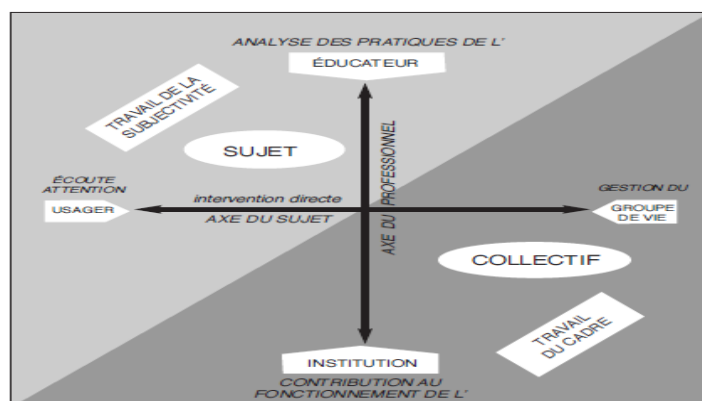 ANALYSE DES PRATIQUES DE L'
ÉDUCATEUR
TRAVAIL DE LA
SUBJECTIVITÉ
SUJET
ÉCOUTE
ATTENTION
USAGER
intervention directe
AXE DU SUJET
AXE DU PROFESSIONNEL
GESTION DU
GROUPE
DE VIE
COLLECTIF
TRAVAIL
DU CADRE
INSTITUTION
CONTRIBUTION AU
FONCTIONNEMENT DE L'